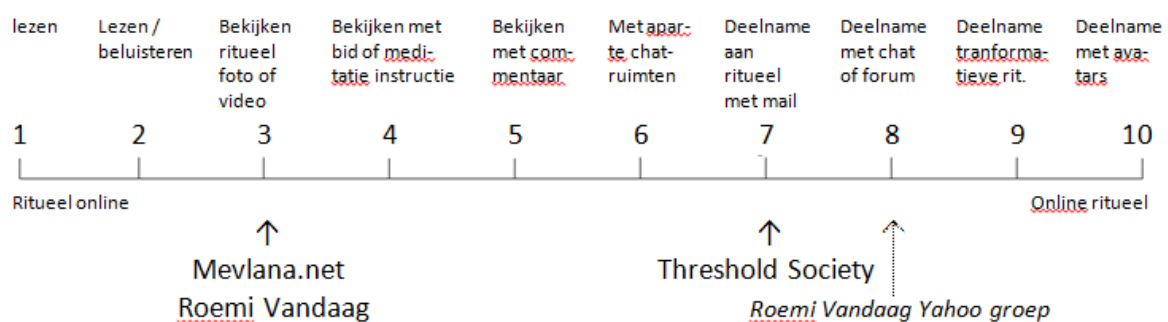 lezen
Lezen /
beluisteren
Bekijken
ritueel
foto of
video
Bekijken met
bid of medi-
tatie instructie
Bekijken
met com-
mentaar
Met apar-
te chat-
ruimten
Deelname
aan
ritueel
met mail
Deelname
met chat
of forum
Deelname
tranforma-
tieve rit.
Deelname
met ava-
tars
1 2 3 4 5 6 7 8 9 10
Ritueel online
Online ritueel
Mevlana.net
Roemi Vandaag
Threshold Society
Roemi Vandaag Yahoo groep